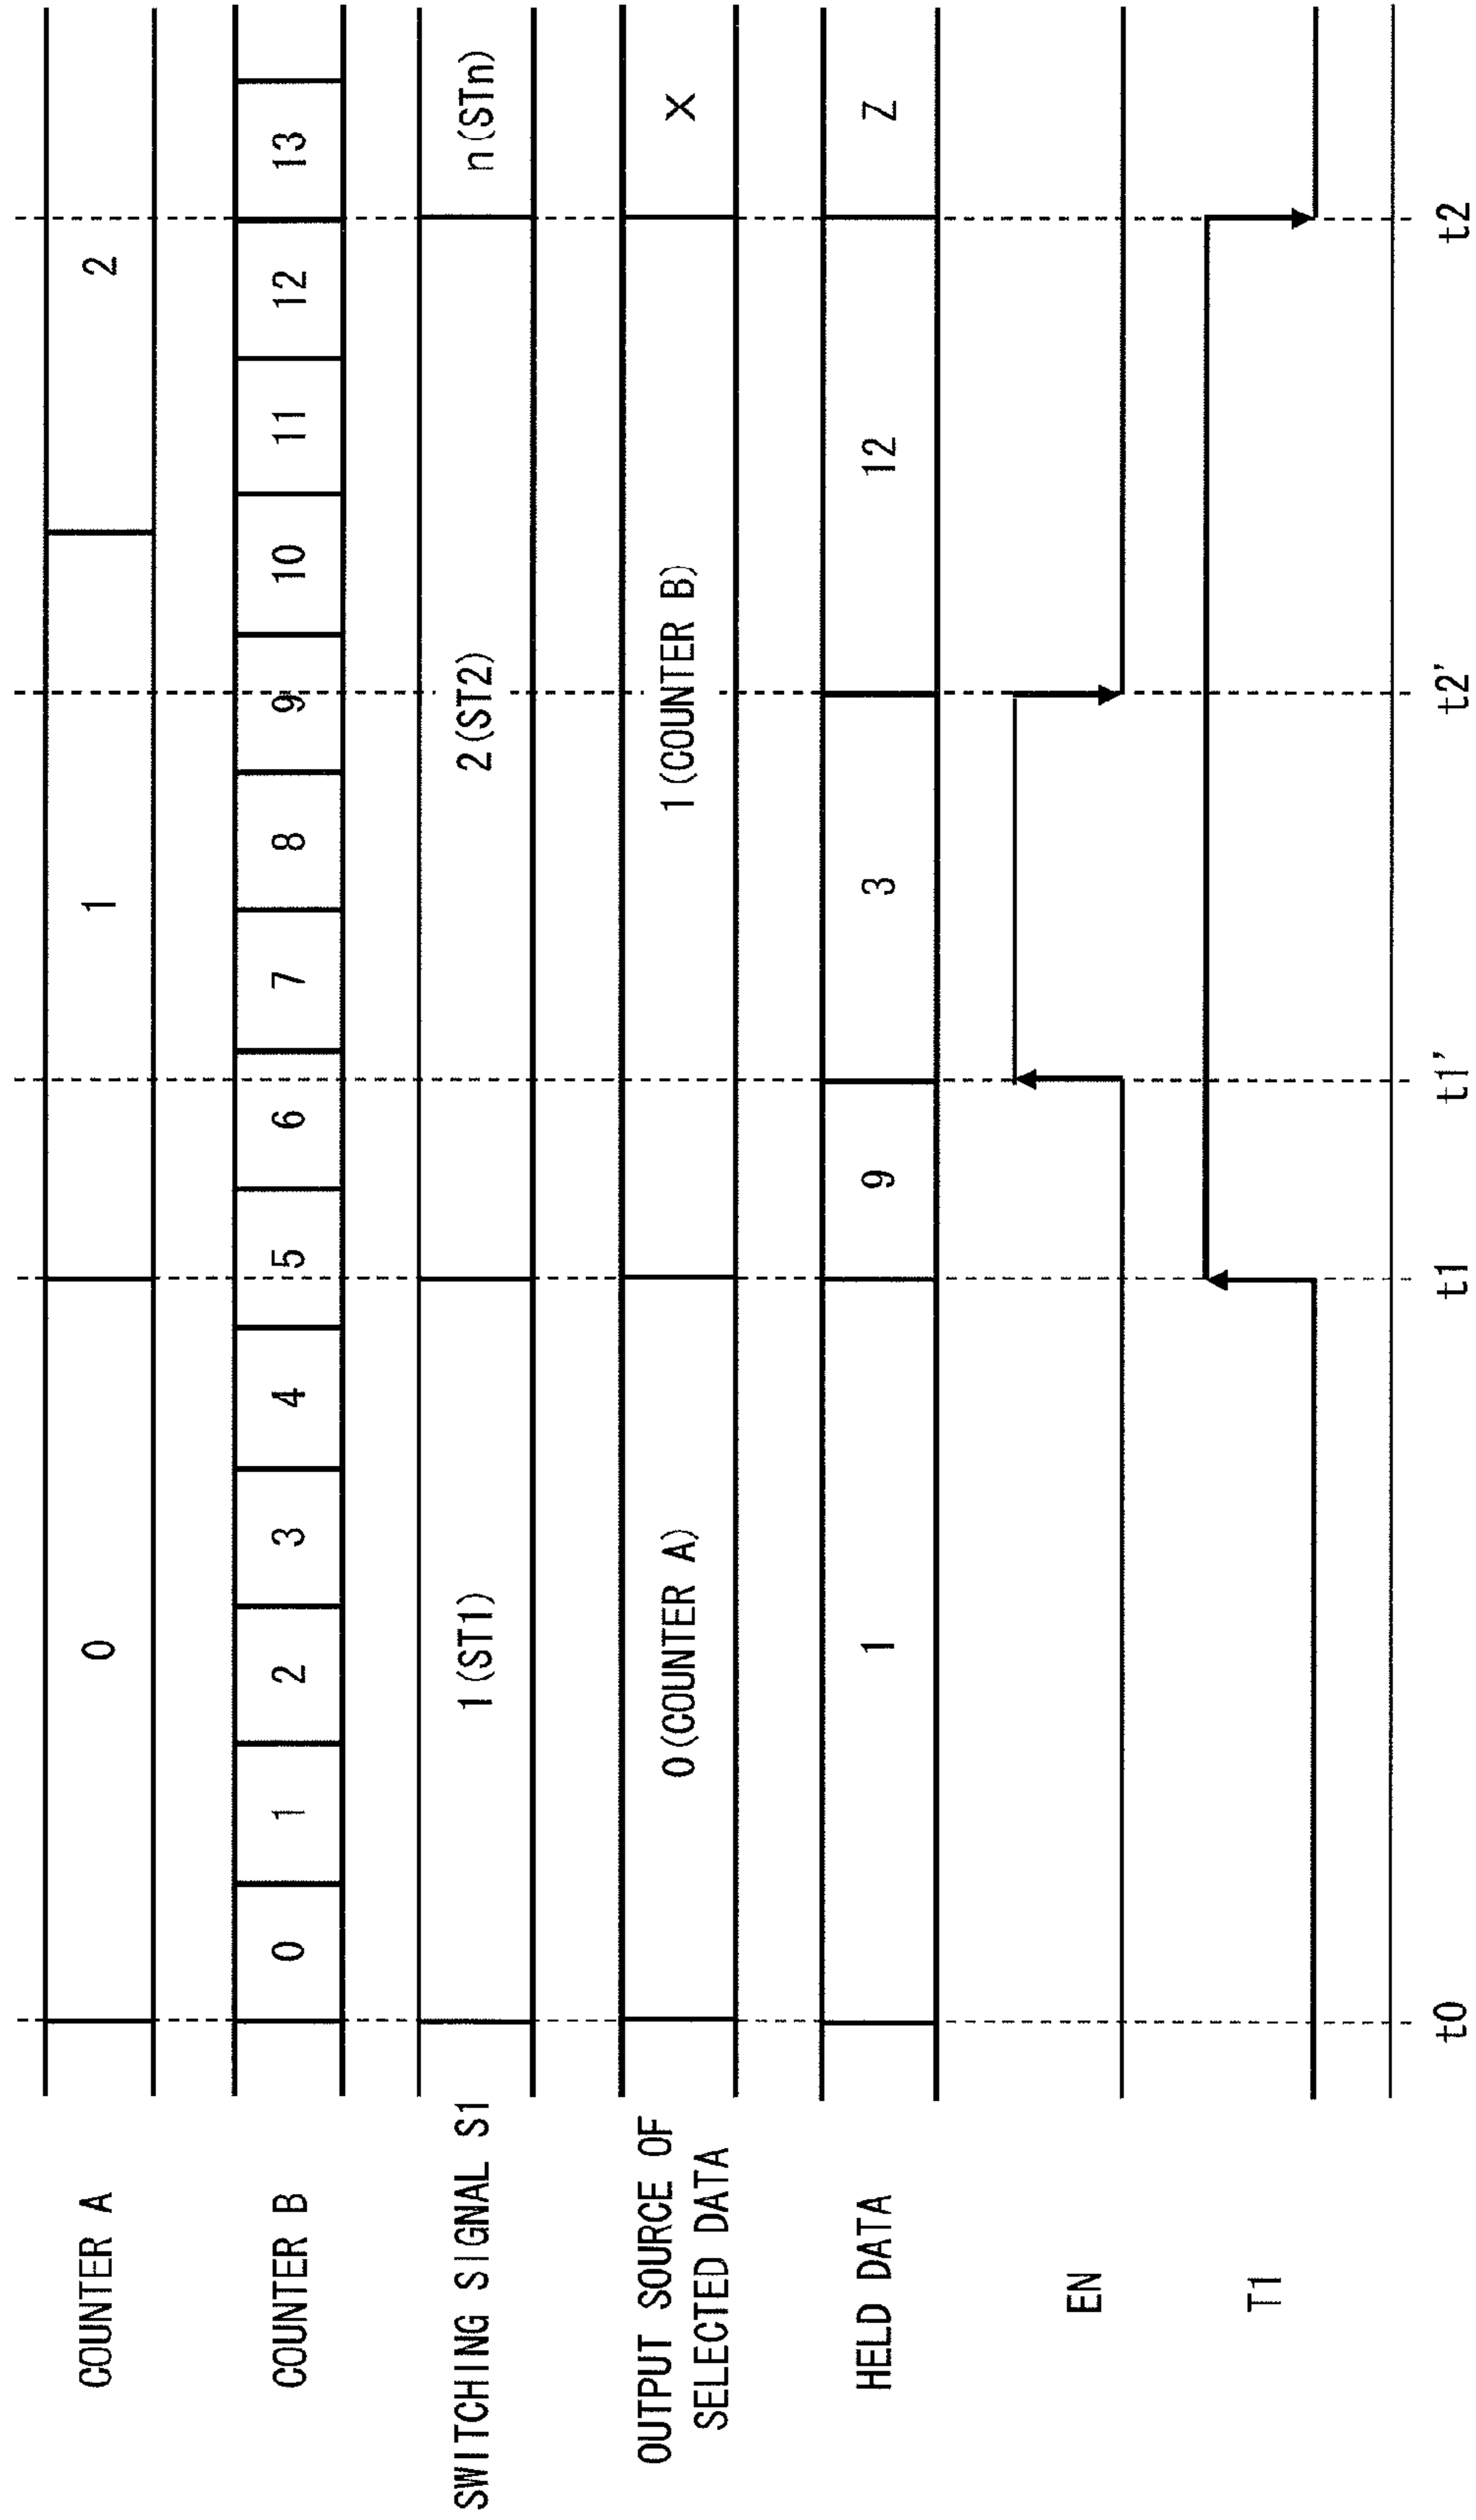 COUNTER A 0 1 2
COUNTER B 0 1 2 3 4 5 6 7 8 9 10 11 12 13
SWITCHING SIGNAL S1 1(ST1) 2(ST2) n(STn)
OUTPUT SOURCE OF
SELECTED DATA 0(COUNTER A) 1(COUNTER B) X
HELD DATA 1 9 3 12 Z
EN
T1
t0 t1 t1' t2' t2